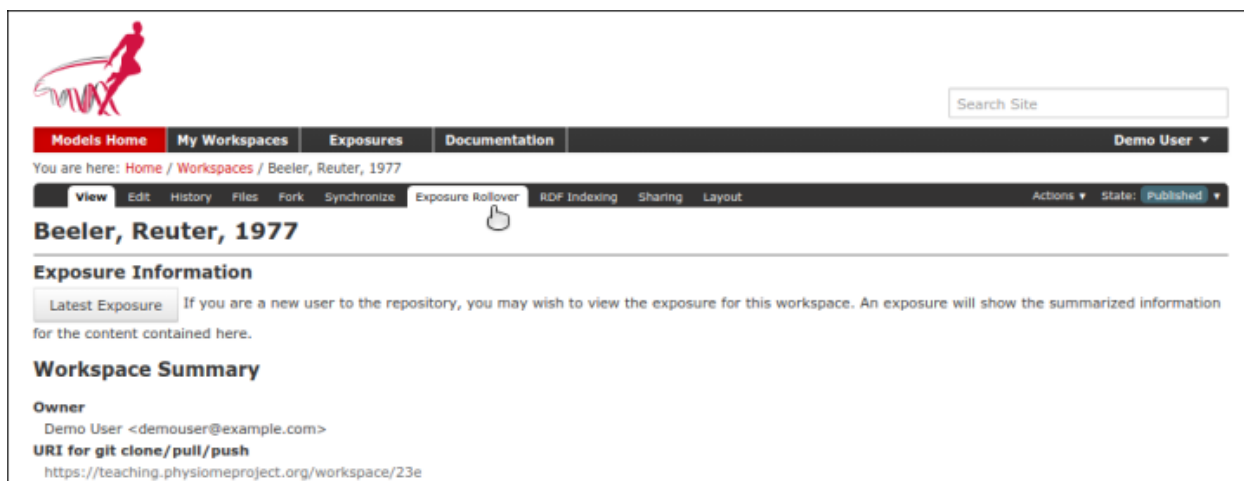 Search Site
Models Home My Workspaces Exposures Documentation Demo User ▼
You are here: Home / Workspaces / Beeler, Reuter, 1977
View Edit History Files Fork Synchronize Exposure Rollover RDF Indexing Sharing Layout Actions ▼ State: Published ▼
Beeler, Reuter, 1977
Exposure Information
Latest Exposure If you are a new user to the repository, you may wish to view the exposure for this workspace. An exposure will show the summarized information
for the content contained here.
Workspace Summary
Owner
Demo User <demouser@example.com>
URI for git clone/pull/push
https://teaching.physiomeproject.org/workspace/23e